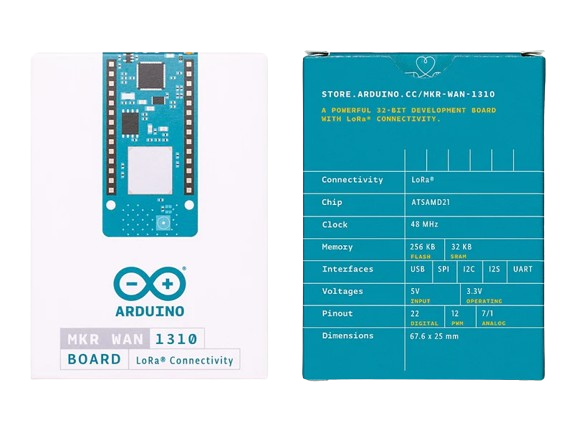 ARDUINO
MKR WAN 1310
BOARD LoRa® Connectivity
STORE.ARDUINO.CC/MKR-WAN-1310
A POWERFUL 32-BIT DEVELOPMENT BOARD
WITH LoRa® CONNECTIVITY.
Connectivity LoRa®
Chip ATSAMD21
Clock 48 MHz
Memory 256 KB 32 KB
FLASH SRAM
Interfaces USB SPI I2C I2S UART
Voltages 5V 3.3V
INPUT OPERATING
Pinout 22 12 7/1
DIGITAL PWM ANALOG
Dimensions 67.6 x 25 mm